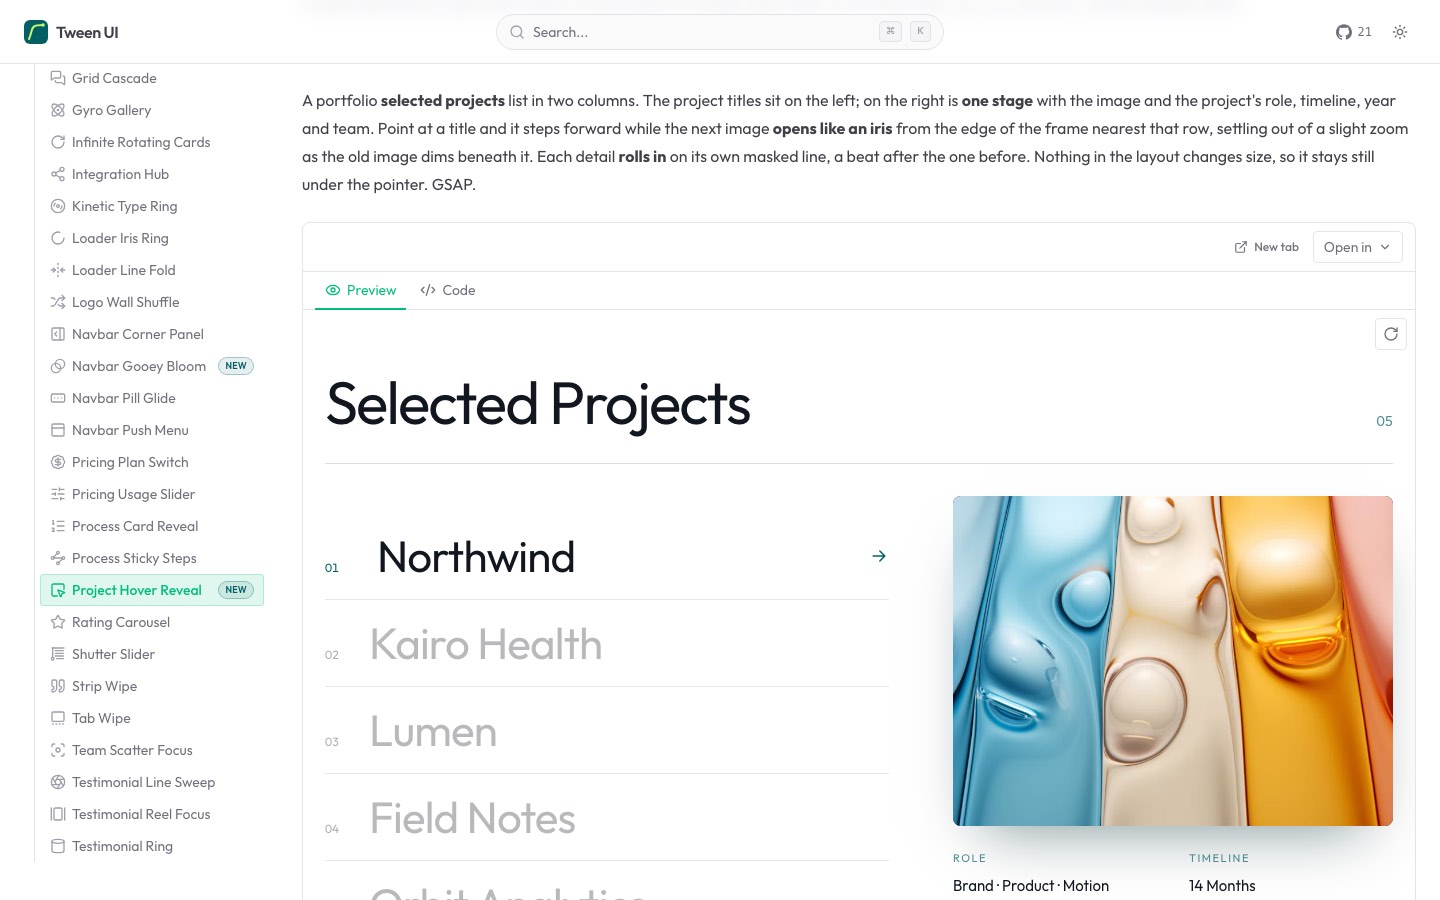 Tween UI
Search...
⌘ K
21
Grid Cascade
Gyro Gallery
Infinite Rotating Cards
Integration Hub
Kinetic Type Ring
Loader Iris Ring
Loader Line Fold
Logo Wall Shuffle
Navbar Corner Panel
Navbar Gooey Bloom NEW
Navbar Pill Glide
Navbar Push Menu
Pricing Plan Switch
Pricing Usage Slider
Process Card Reveal
Process Sticky Steps
Project Hover Reveal NEW
Rating Carousel
Shutter Slider
Strip Wipe
Tab Wipe
Team Scatter Focus
Testimonial Line Sweep
Testimonial Reel Focus
Testimonial Ring
A portfolio selected projects list in two columns. The project titles sit on the left; on the right is one stage with the image and the project's role, timeline, year
and team. Point at a title and it steps forward while the next image opens like an iris from the edge of the frame nearest that row, settling out of a slight zoom
as the old image dims beneath it. Each detail rolls in on its own masked line, a beat after the one before. Nothing in the layout changes size, so it stays still
under the pointer. GSAP.
New tab
Open in
Preview
Code
Selected Projects
05
01 Northwind
02 Kairo Health
03 Lumen
04 Field Notes
Orbit Analytics
ROLE
Brand · Product · Motion
TIMELINE
14 Months